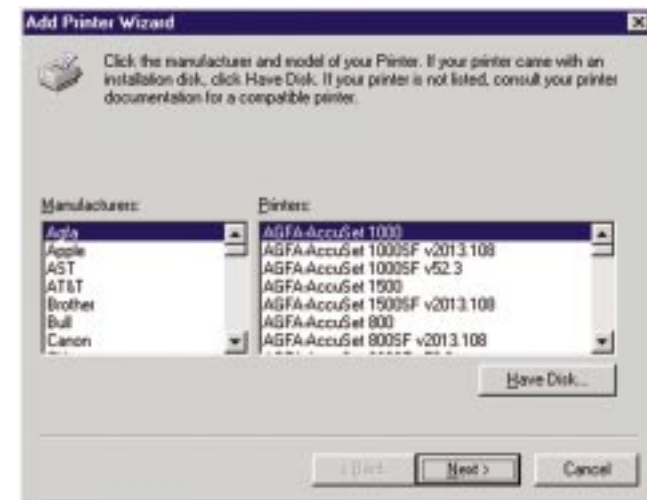 Add Printer Wizard
Click the manufacturer and model of your Printer. If your printer came with an
installation disk, click Have Disk. If your printer is not listed, consult your printer
documentation for a compatible printer.
Manufacturers:
Agfa
Apple
AST
AT&T
Brother
Bull
Canon
Printers:
AGFA-AccuSet 1000
AGFA-AccuSet 1000SF v2013.108
AGFA-AccuSet 1000SF v52.3
AGFA-AccuSet 1500
AGFA-AccuSet 1500SF v2013.108
AGFA-AccuSet 800
AGFA-AccuSet 800SF v2013.108
Have Disk...
< Back
Next >
Cancel